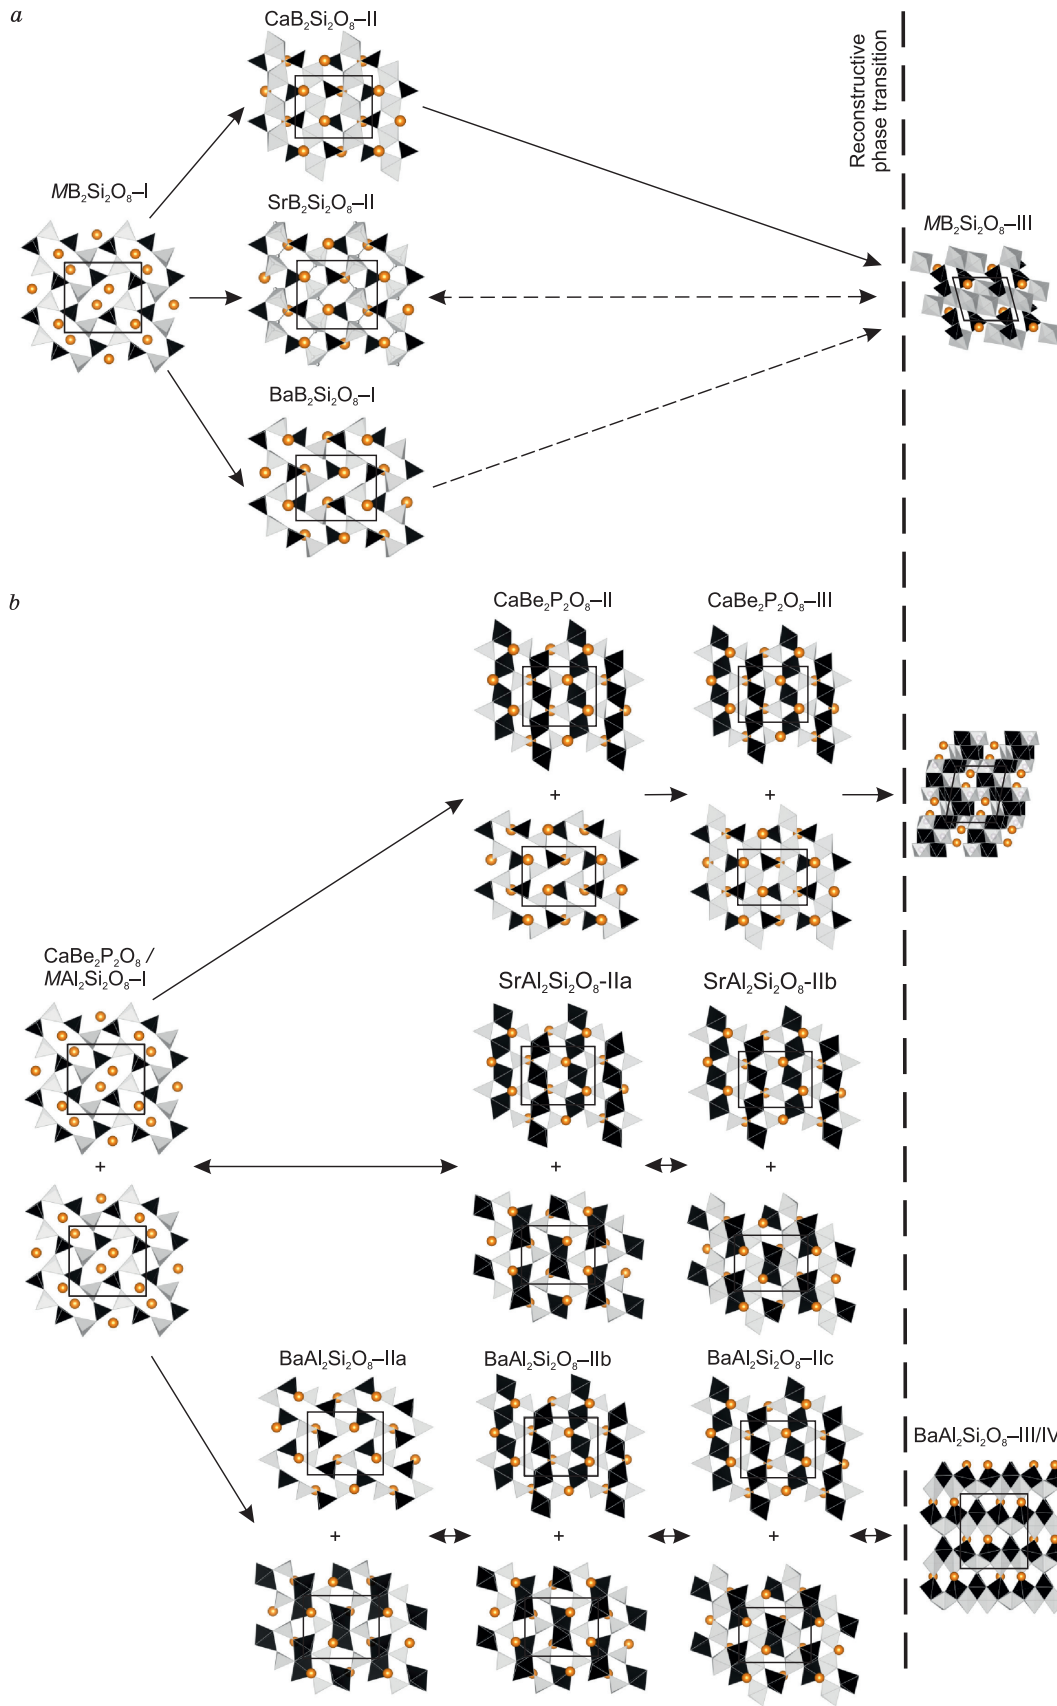 a
CaB₂Si₂O₈–II
Reconstructive
phase transition
MB₂Si₂O₈–I
SrB₂Si₂O₈–II
MB₂Si₂O₈–III
BaB₂Si₂O₈–I
b
CaBe₂P₂O₈–II
CaBe₂P₂O₈–III
+
+
CaBe₂P₂O₈ /
MAl₂Si₂O₈–I
SrAl₂Si₂O₈-IIa
SrAl₂Si₂O₈-IIb
+
+
+
BaAl₂Si₂O₈–IIa
BaAl₂Si₂O₈–IIb
BaAl₂Si₂O₈–IIc
BaAl₂Si₂O₈–III/IV
+
+
+